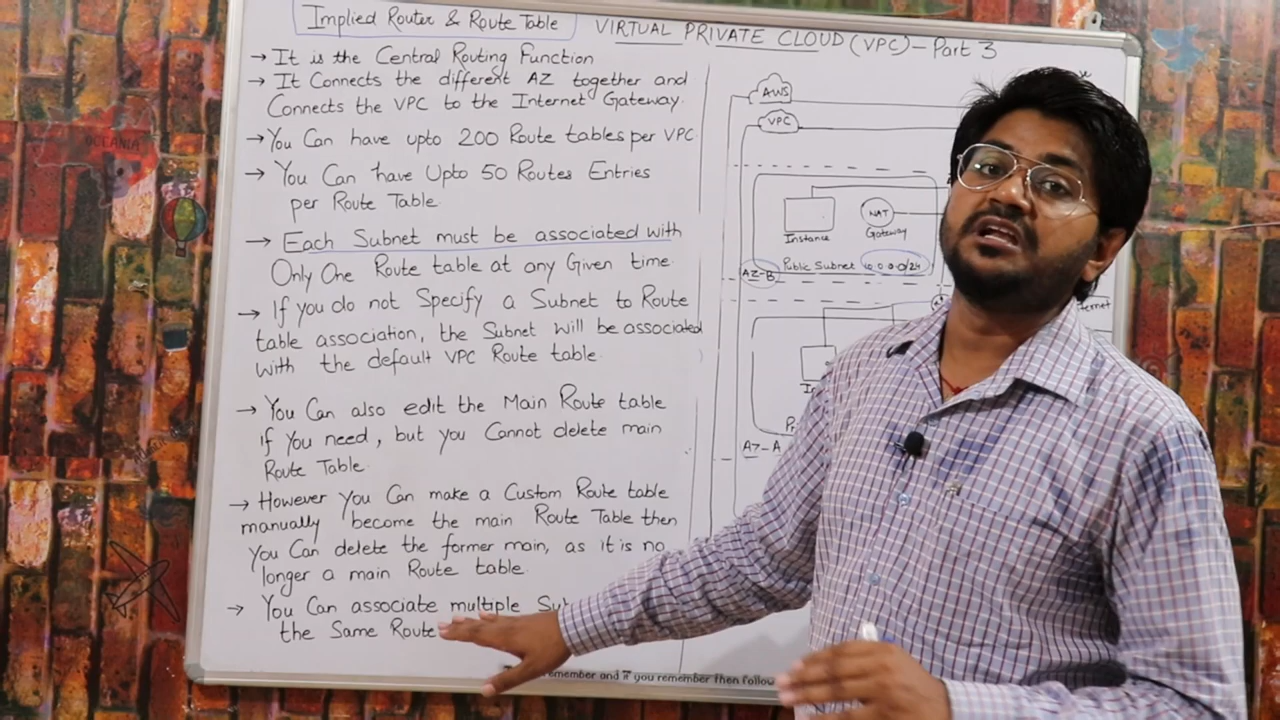 Implied Router & Route Table
VIRTUAL PRIVATE CLOUD (VPC) - Part 3
→ It is the Central Routing Function
→ It Connects the different AZ together and
Connects the VPC to the Internet Gateway.
→ You Can have upto 200 Route tables per VPC.
→ You Can have Upto 50 Routes Entries
per Route Table.
→ Each Subnet must be associated with
Only One Route table at any Given time.
→ If you do not Specify a Subnet to Route
table association, the Subnet will be associated
with the default VPC Route table.
→ You Can also edit the Main Route table
if you need, but you Cannot delete main
Route Table.
→ However you Can make a Custom Route table
manually become the main Route Table then
you Can delete the former main, as it is no
longer a main Route table.
→ You Can associate multiple Su
the Same Route
AWS
VPC
Instance
NAT
Gateway
AZ-B
Public Subnet 10.0.0.0/24
ternet
In
P
AZ-A
emember and if you remember then follow
OCEANIA